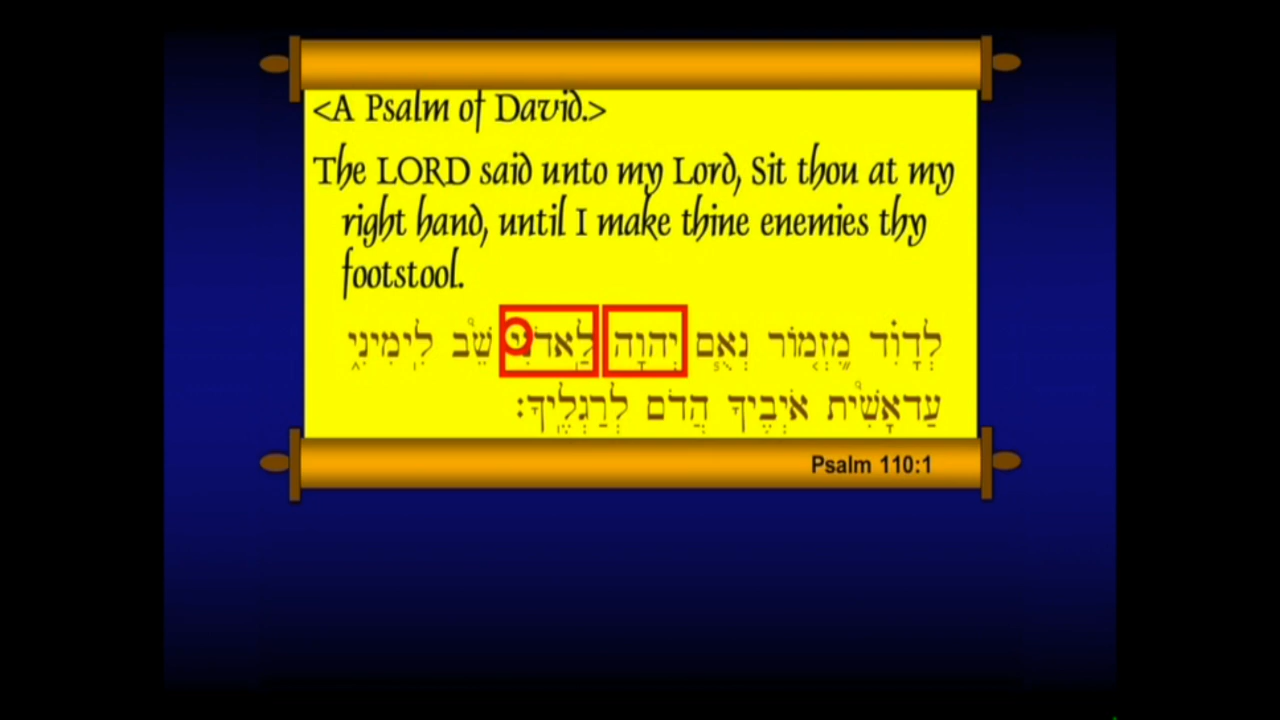 <A Psalm of David.>
The LORD said unto my Lord, Sit thou at my
right hand, until I make thine enemies thy
footstool.
לְדָוִ֗ד מִ֫זְמ֥וֹר נְאֻ֤ם יְהוָ֨ה לַֽאדֹנִ֗י שֵׁ֥ב לִֽימִינִ֑י
עַד־אָשִׁ֥ית אֹ֝יְבֶ֗יךָ הֲדֹ֣ם לְרַגְלֶֽיךָ׃
Psalm 110:1